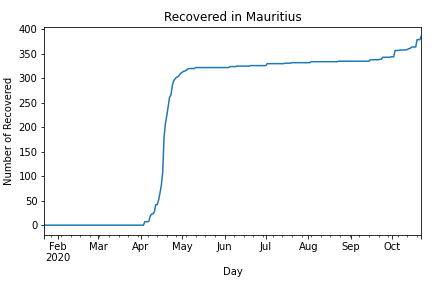 Recovered in Mauritius
400
350
300
250
200
150
100
50
0
Number of Recovered
Feb Mar Apr May Jun Jul Aug Sep Oct
2020
Day